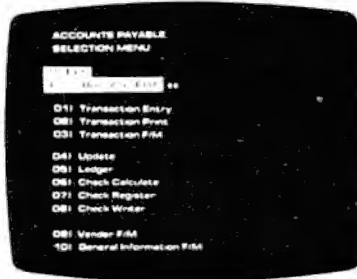 ACCOUNTS PAYABLE
SELECTION MENU
01) Transaction Entry
02) Transaction Print
03) Transaction F/M
04) Update
05) Ledger
06) Check Calculate
07) Check Register
08) Check Writer
09) Vendor F/M
10) General Information F/M